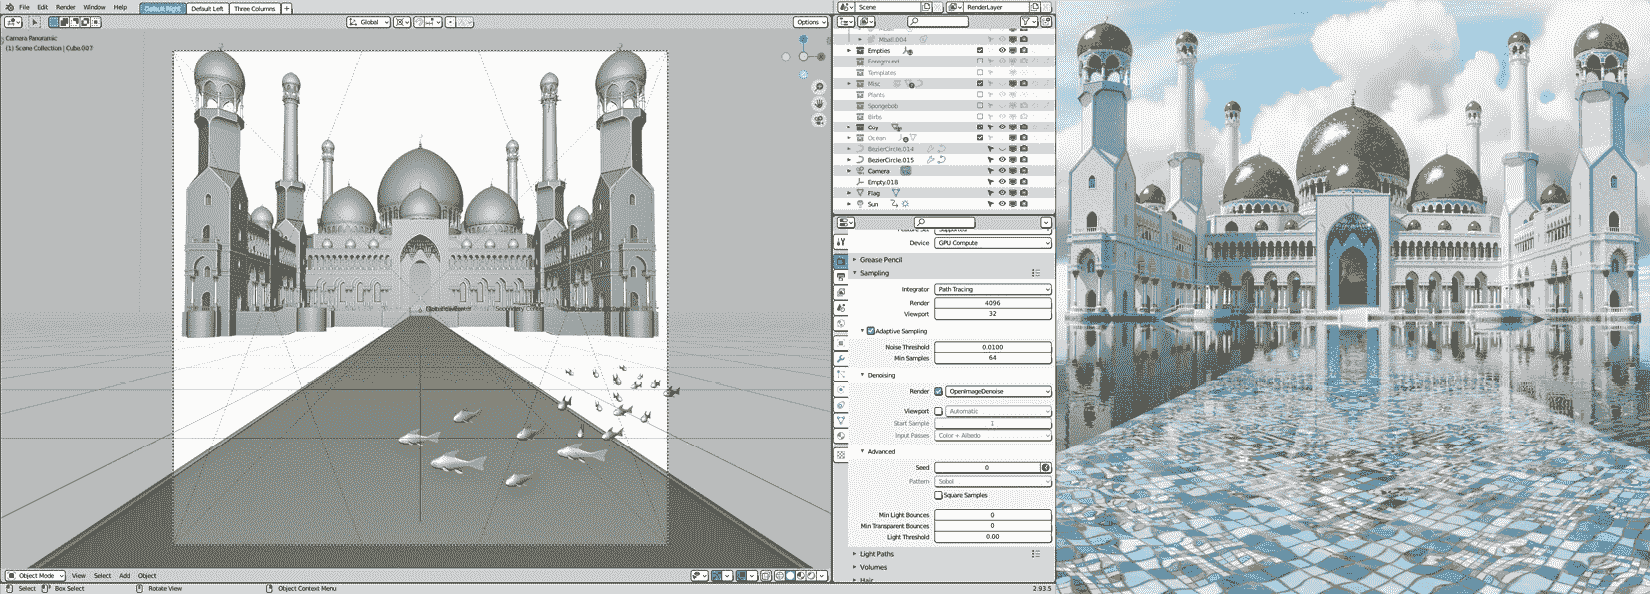 File Edit Render Window Help Default Right Default Left Three Columns +
Scene RenderLayer
Global Options
Camera Panoramic
(1) Scene Collection | Cube.007
Mball.004
Empties
Foreground
Templates
Misc
Plants
Spongebob
Birbs
Ocean
BezierCircle.014
BezierCircle.015
Camera
Empty.018
Flag
Sun
Device GPU Compute
Grease Pencil
Sampling
Integrator Path Tracing
Render 4096
Viewport 32
Adaptive Sampling
Noise Threshold 0.0100
Min Samples 64
Denoising
Render OpenImageDenoise
Viewport Automatic
Start Sample 1
Input Passes Color + Albedo
Advanced
Seed 0
Pattern Sobol
Square Samples
Min Light Bounces 0
Min Transparent Bounces 0
Light Threshold 0.00
Light Paths
Volumes
Hair
Object Mode View Select Add Object
Select Box Select Rotate View Object Context Menu 2.93.5